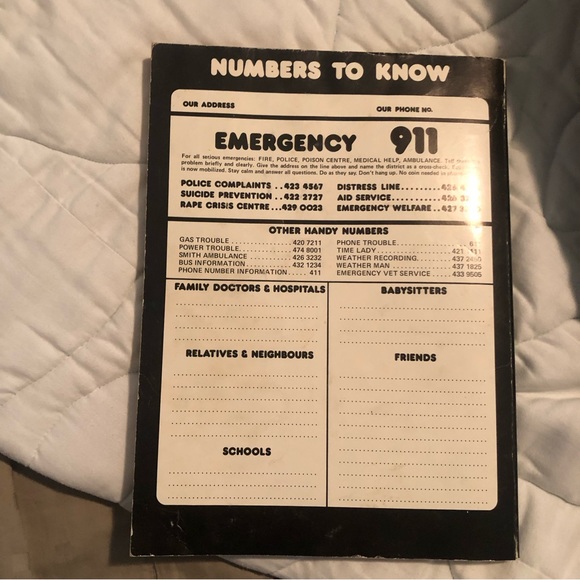 NUMBERS TO KNOW
OUR ADDRESS OUR PHONE NO.
EMERGENCY 911
For all serious emergencies: FIRE, POLICE, POISON CENTRE, MEDICAL HELP, AMBULANCE.
problem briefly and clearly. Give the address on the line above and name the district as a cross-check.
is now mobilized. Stay calm and answer all questions. Do as they say. Don't hang up. No coin needed
POLICE COMPLAINTS .. 423 4567 DISTRESS LINE.........
SUICIDE PREVENTION .. 422 2727 AID SERVICE..........
RAPE CRISIS CENTRE...429 0023 EMERGENCY WELFARE ..
OTHER HANDY NUMBERS
GAS TROUBLE .................. 420 7211 PHONE TROUBLE...............
POWER TROUBLE............... 474 8001 TIME LADY..................
SMITH AMBULANCE ............ 426 3232 WEATHER RECORDING.........
BUS INFORMATION............. 432 1234 WEATHER MAN ............... 437 1825
PHONE NUMBER INFORMATION...... 411 EMERGENCY VET SERVICE ...... 433 9506
FAMILY DOCTORS & HOSPITALS BABYSITTERS
RELATIVES & NEIGHBOURS FRIENDS
SCHOOLS